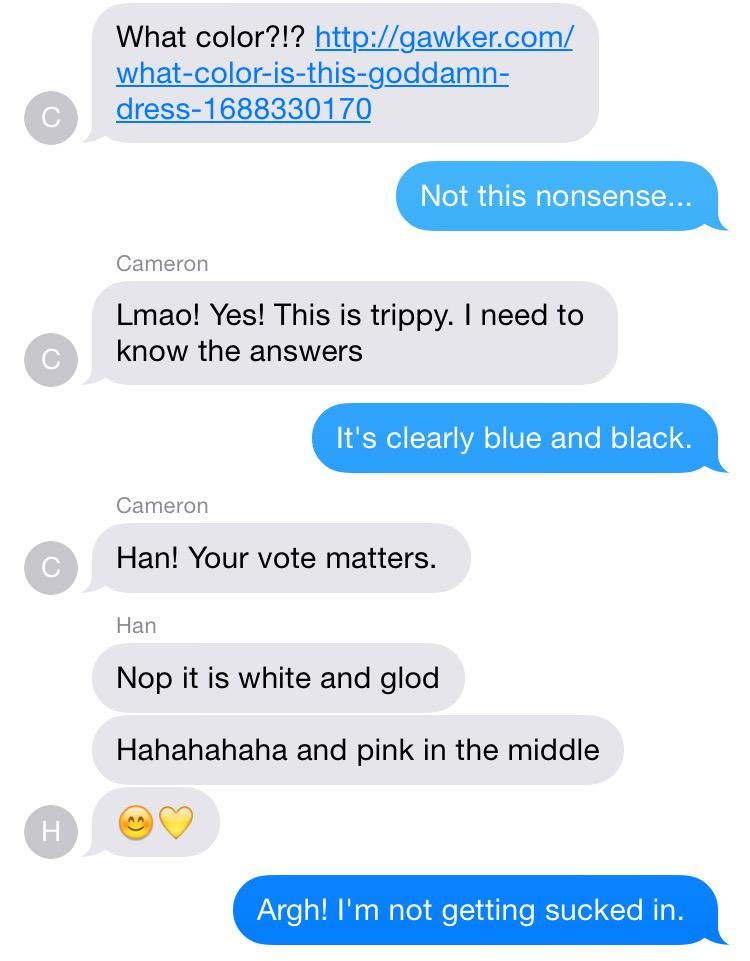 What color?!? http://gawker.com/
what-color-is-this-goddamn-
dress-1688330170
C
Not this nonsense...
Cameron
Lmao! Yes! This is trippy. I need to
know the answers
C
It's clearly blue and black.
Cameron
Han! Your vote matters.
C
Han
Nop it is white and glod
Hahahahaha and pink in the middle
😊💛
H
Argh! I'm not getting sucked in.